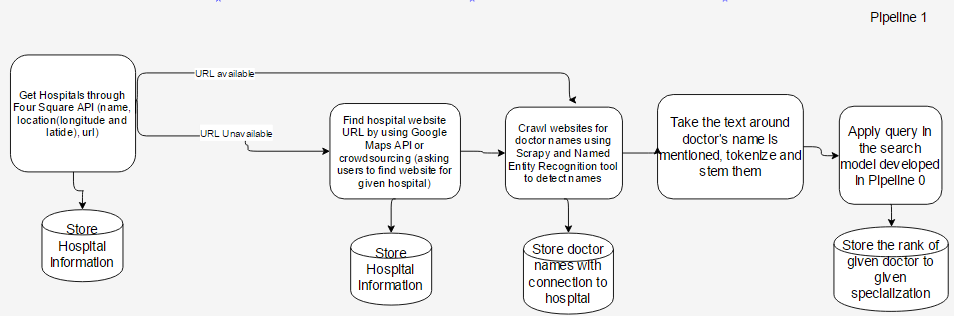 Pipeline 1
URL available
Get Hospitals through
Four Square API (name,
location(longitude and
latide), url)
URL Unavailable
Find hospital website
URL by using Google
Maps API or
crowdsourcing (asking
users to find website for
given hospital)
Crawl websites for
doctor names using
Scrapy and Named
Entity Recognition tool
to detect names
Take the text around
doctor's name is
mentioned, tokenize and
stem them
Apply query in
the search
model developed
in Pipeline 0
Store
Hospital
Information
Store
Hospital
Information
Store doctor
names with
connection to
hospital
Store the rank of
given doctor to
given
specialization